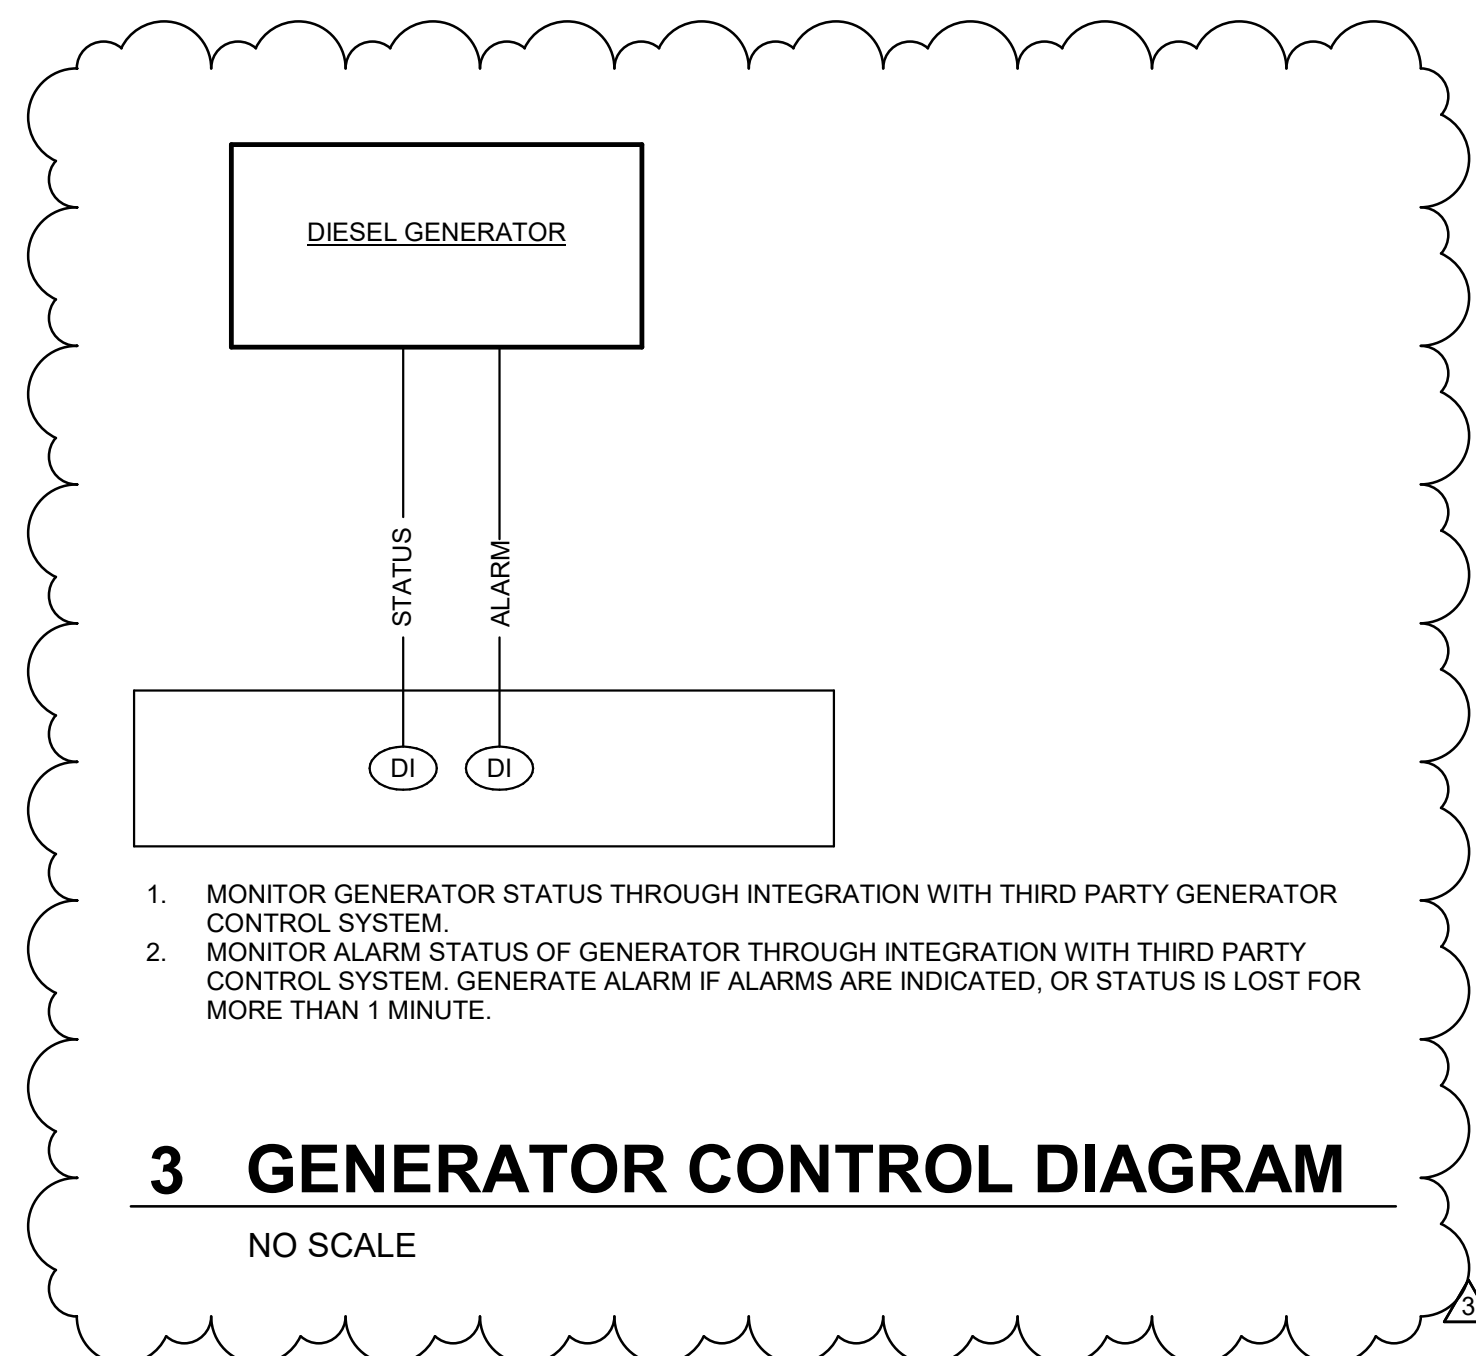 DIESEL GENERATOR
STATUS
ALARM
DI
DI
1. MONITOR GENERATOR STATUS THROUGH INTEGRATION WITH THIRD PARTY GENERATOR
CONTROL SYSTEM.
2. MONITOR ALARM STATUS OF GENERATOR THROUGH INTEGRATION WITH THIRD PARTY
CONTROL SYSTEM. GENERATE ALARM IF ALARMS ARE INDICATED, OR STATUS IS LOST FOR
MORE THAN 1 MINUTE.
3 GENERATOR CONTROL DIAGRAM
NO SCALE
3